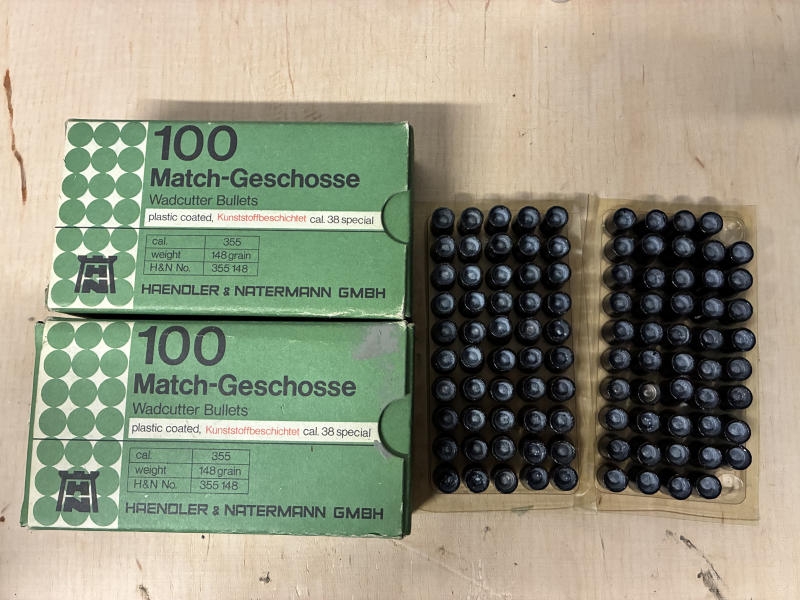 100
Match-Geschosse
Wadcutter Bullets
plastic coated, Kunststoffbeschichtet cal. 38 special
cal. 355
weight 148 grain
H&N No. 355 148
HN
HAENDLER & NATERMANN GMBH
100
Match-Geschosse
Wadcutter Bullets
plastic coated, Kunststoffbeschichtet cal. 38 special
cal. 355
weight 148 grain
H&N No. 355 148
HN
HAENDLER & NATERMANN GMBH